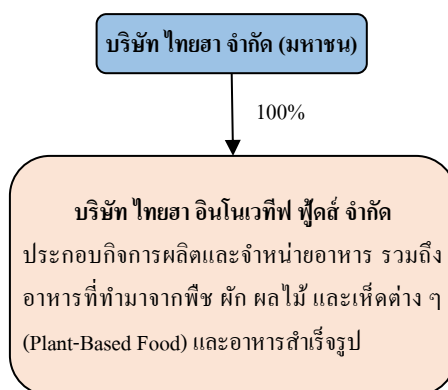 บริษัท ไทยฮา จำกัด (มหาชน)
100%
บริษัท ไทยฮา อินโนเวทีฟ ฟู้ดส์ จำกัด
ประกอบกิจการผลิตและจำหน่ายอาหาร รวมถึง
อาหารที่ทำมาจากพืช ผัก ผลไม้ และเห็ดต่าง ๆ
(Plant-Based Food) และอาหารสำเร็จรูป